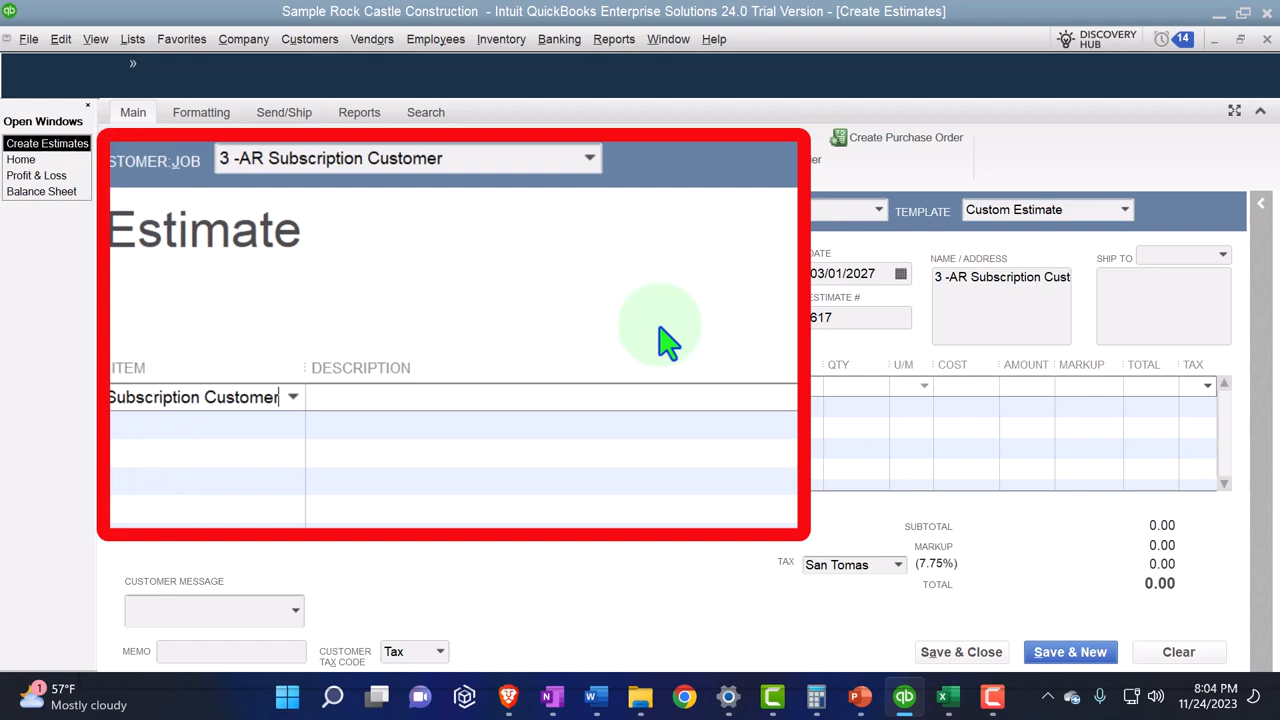 Sample Rock Castle Construction - Intuit QuickBooks Enterprise Solutions 24.0 Trial Version - [Create Estimates]
File Edit View Lists Favorites Company Customers Vendors Employees Inventory Banking Reports Window Help
DISCOVERY
HUB
14
»
Open Windows
Create Estimates
Home
Profit & Loss
Balance Sheet
Main Formatting Send/Ship Reports Search
Create Purchase Order
der
STOMER:JOB 3 -AR Subscription Customer
TEMPLATE Custom Estimate
Estimate
DATE
03/01/2027
ESTIMATE #
617
NAME / ADDRESS
3 -AR Subscription Cust
SHIP TO
ITEM DESCRIPTION QTY U/M COST AMOUNT MARKUP TOTAL TAX
Subscription Customer
SUBTOTAL 0.00
MARKUP 0.00
TAX San Tomas (7.75%) 0.00
TOTAL 0.00
CUSTOMER MESSAGE
MEMO
CUSTOMER
TAX CODE
Tax
Save & Close Save & New Clear
1
57°F
Mostly cloudy
8:04 PM
11/24/2023